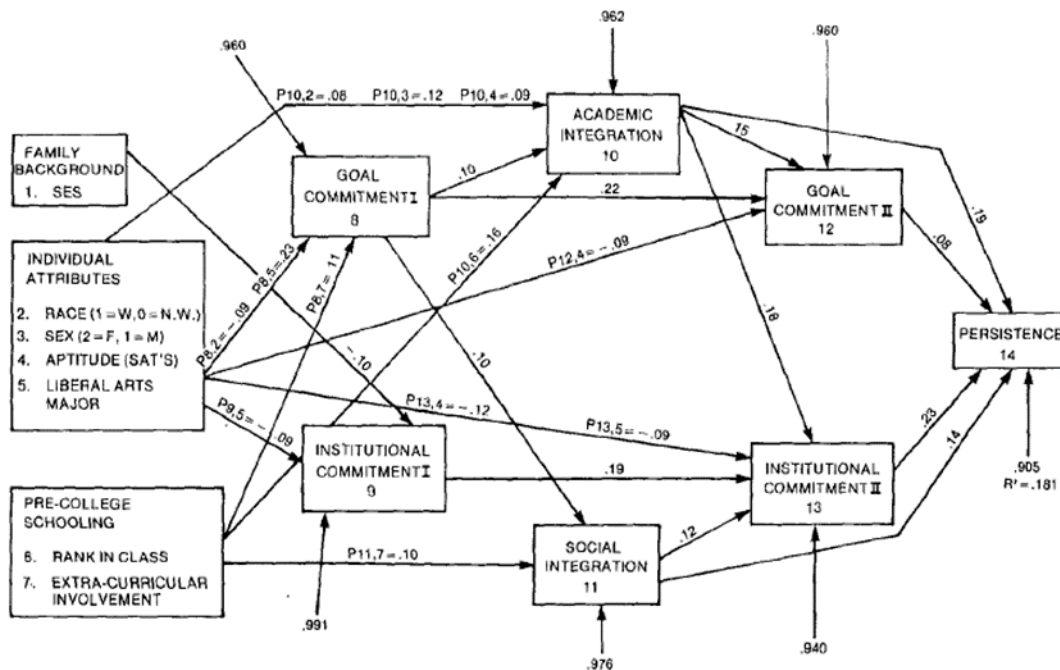 .960
.962
.960
P10,2=.08 P10,3=.12 P10,4=.09
FAMILY
BACKGROUND
1. SES
GOAL
COMMITMENT I
8
ACADEMIC
INTEGRATION
10
.10
.22
.15
GOAL
COMMITMENT II
12
.19
.08
INDIVIDUAL
ATTRIBUTES
2. RACE (1=W,0=N.W.)
3. SEX (2=F, 1=M)
4. APTITUDE (SAT'S)
5. LIBERAL ARTS
MAJOR
P8,2=-.09
P8,5=.23
P8,7=.11
P10,6=.16
P12,4=-.09
-.10
.10
.18
PERSISTENCE
14
P9,5=-.09
P13,4=-.12
P13,5=-.09
INSTITUTIONAL
COMMITMENT I
9
.19
INSTITUTIONAL
COMMITMENT II
13
.23
.14
.905
R²=.181
PRE-COLLEGE
SCHOOLING
6. RANK IN CLASS
7. EXTRA-CURRICULAR
INVOLVEMENT
P11,7=.10
SOCIAL
INTEGRATION
11
.12
.991
.976
.940